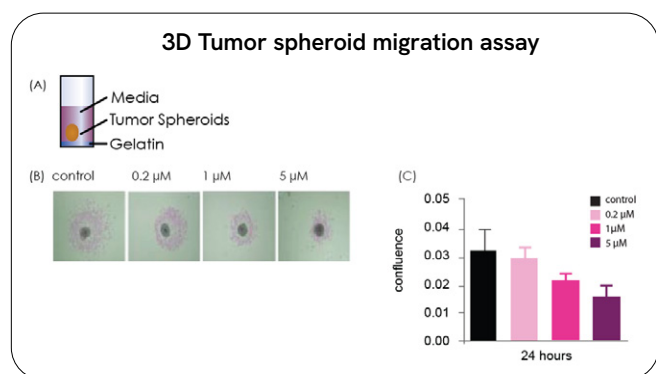 3D Tumor spheroid migration assay
(A)
Media
Tumor Spheroids
Gelatin
(B) control 0.2 µM 1 µM 5 µM
(C)
confluence
0.05
0.04
0.03
0.02
0.01
0.00
control
0.2 µM
1µM
5 µM
24 hours